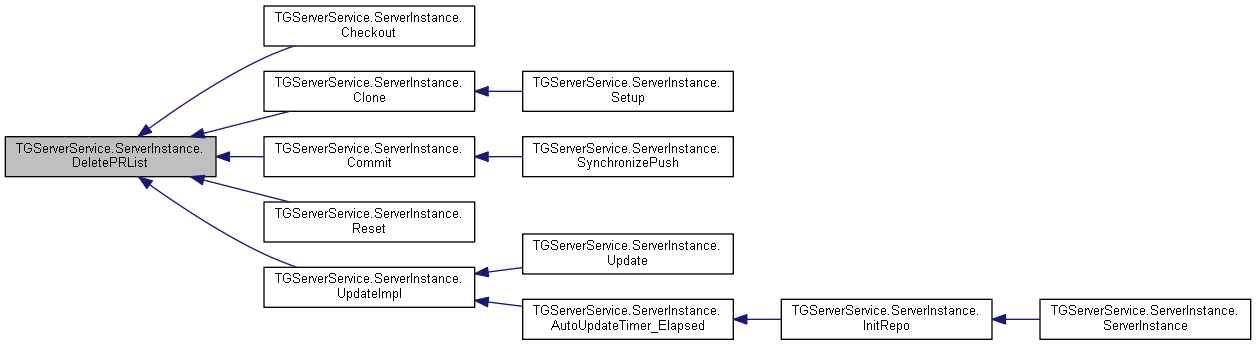 TGServerService.ServerInstance.
Checkout
TGServerService.ServerInstance.
Clone
TGServerService.ServerInstance.
Setup
TGServerService.ServerInstance.
DeletePRList
TGServerService.ServerInstance.
Commit
TGServerService.ServerInstance.
SynchronizePush
TGServerService.ServerInstance.
Reset
TGServerService.ServerInstance.
UpdateImpl
TGServerService.ServerInstance.
Update
TGServerService.ServerInstance.
AutoUpdateTimer_Elapsed
TGServerService.ServerInstance.
InitRepo
TGServerService.ServerInstance.
ServerInstance